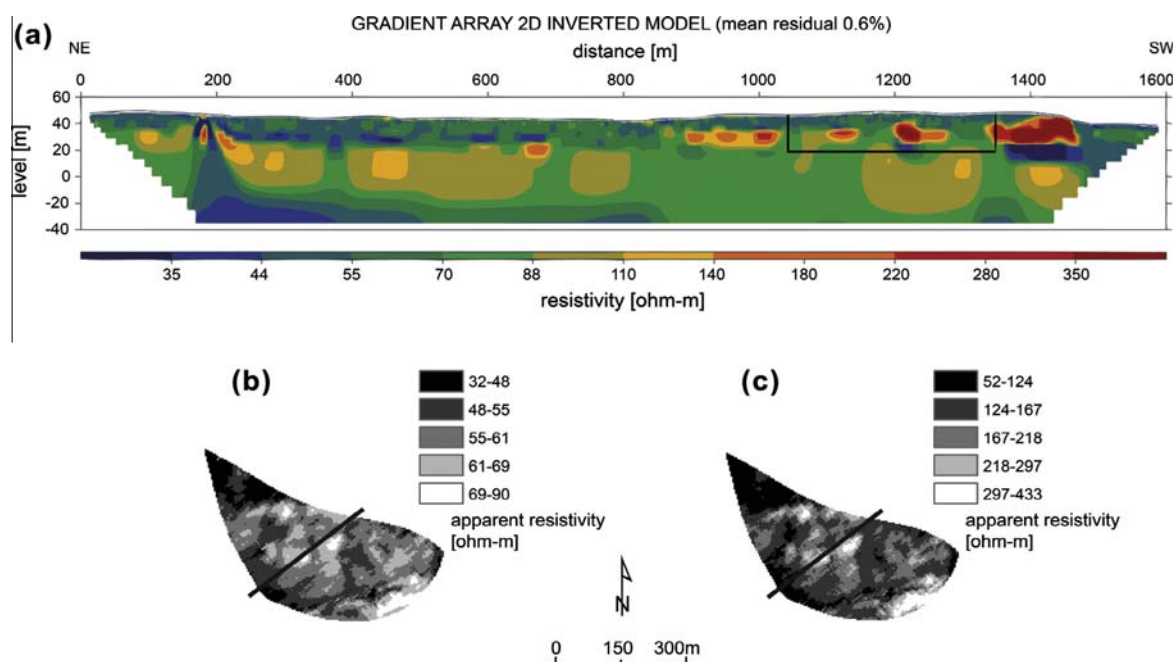 (a)
GRADIENT ARRAY 2D INVERTED MODEL (mean residual 0.6%)
NE
distance [m]
SW
0 200 400 600 800 1000 1200 1400 1600
level [m]
60
40
20
0
-20
-40
35 44 55 70 88 110 140 180 220 280 350
resistivity [ohm-m]
(b)
32-48
48-55
55-61
61-69
69-90
apparent resistivity
[ohm-m]
(c)
52-124
124-167
167-218
218-297
297-433
apparent resistivity
[ohm-m]
N
0 150 300m